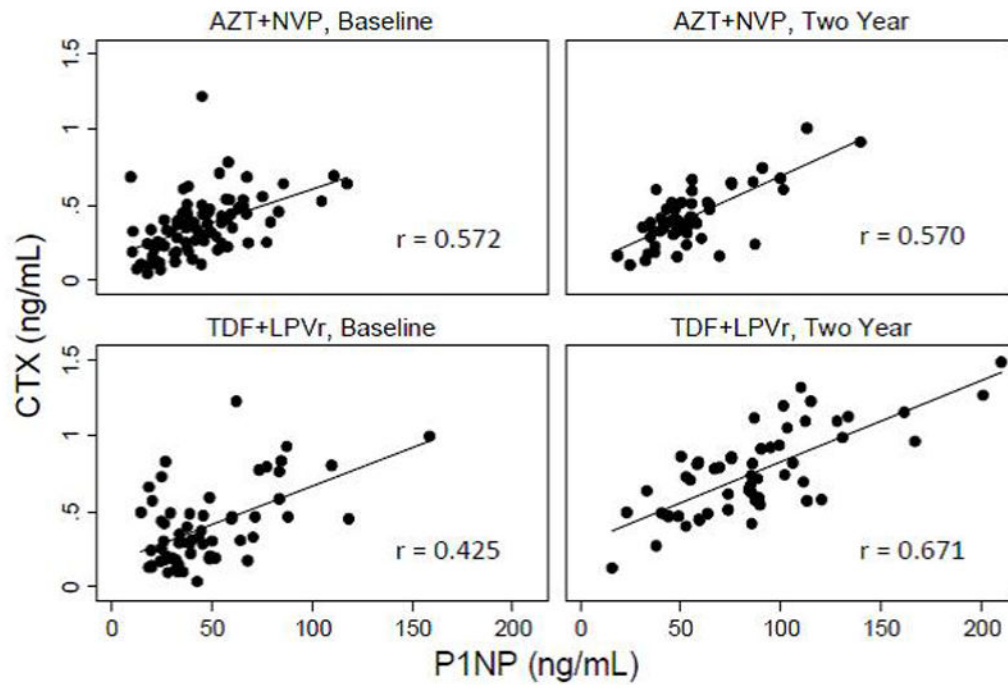 AZT+NVP, Baseline
AZT+NVP, Two Year
1.5
1
.5
0
r = 0.572
r = 0.570
TDF+LPVr, Baseline
TDF+LPVr, Two Year
1.5
1
.5
0
r = 0.425
r = 0.671
CTX (ng/mL)
0 50 100 150 200
0 50 100 150 200
P1NP (ng/mL)